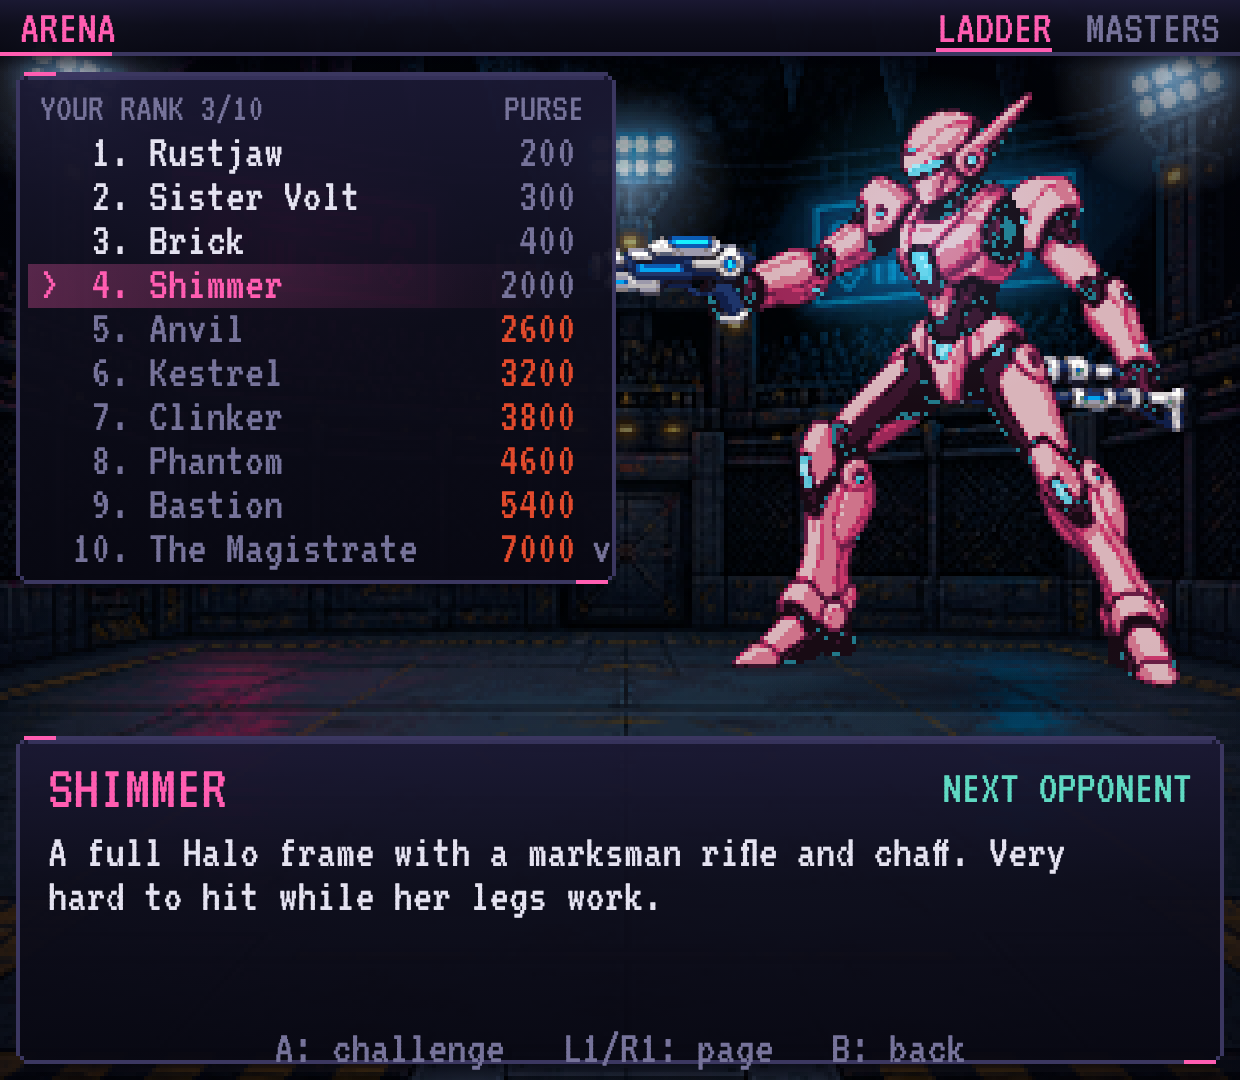 ARENA LADDER MASTERS
YOUR RANK 3/10 PURSE
1. Rustjaw 200
2. Sister Volt 300
3. Brick 400
> 4. Shimmer 2000
5. Anvil 2600
6. Kestrel 3200
7. Clinker 3800
8. Phantom 4600
9. Bastion 5400
10. The Magistrate 7000 v
SHIMMER NEXT OPPONENT
A full Halo frame with a marksman rifle and chaff. Very
hard to hit while her legs work.
A: challenge L1/R1: page B: back